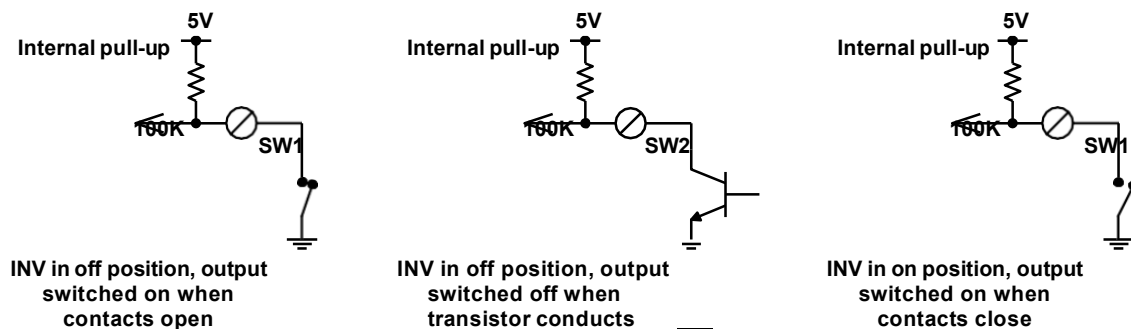 5V
Internal pull-up
100K
SW1
INV in off position, output
switched on when
contacts open
5V
Internal pull-up
100K
SW2
INV in off position, output
switched off when
transistor conducts
5V
Internal pull-up
100K
SW1
INV in on position, output
switched on when
contacts close